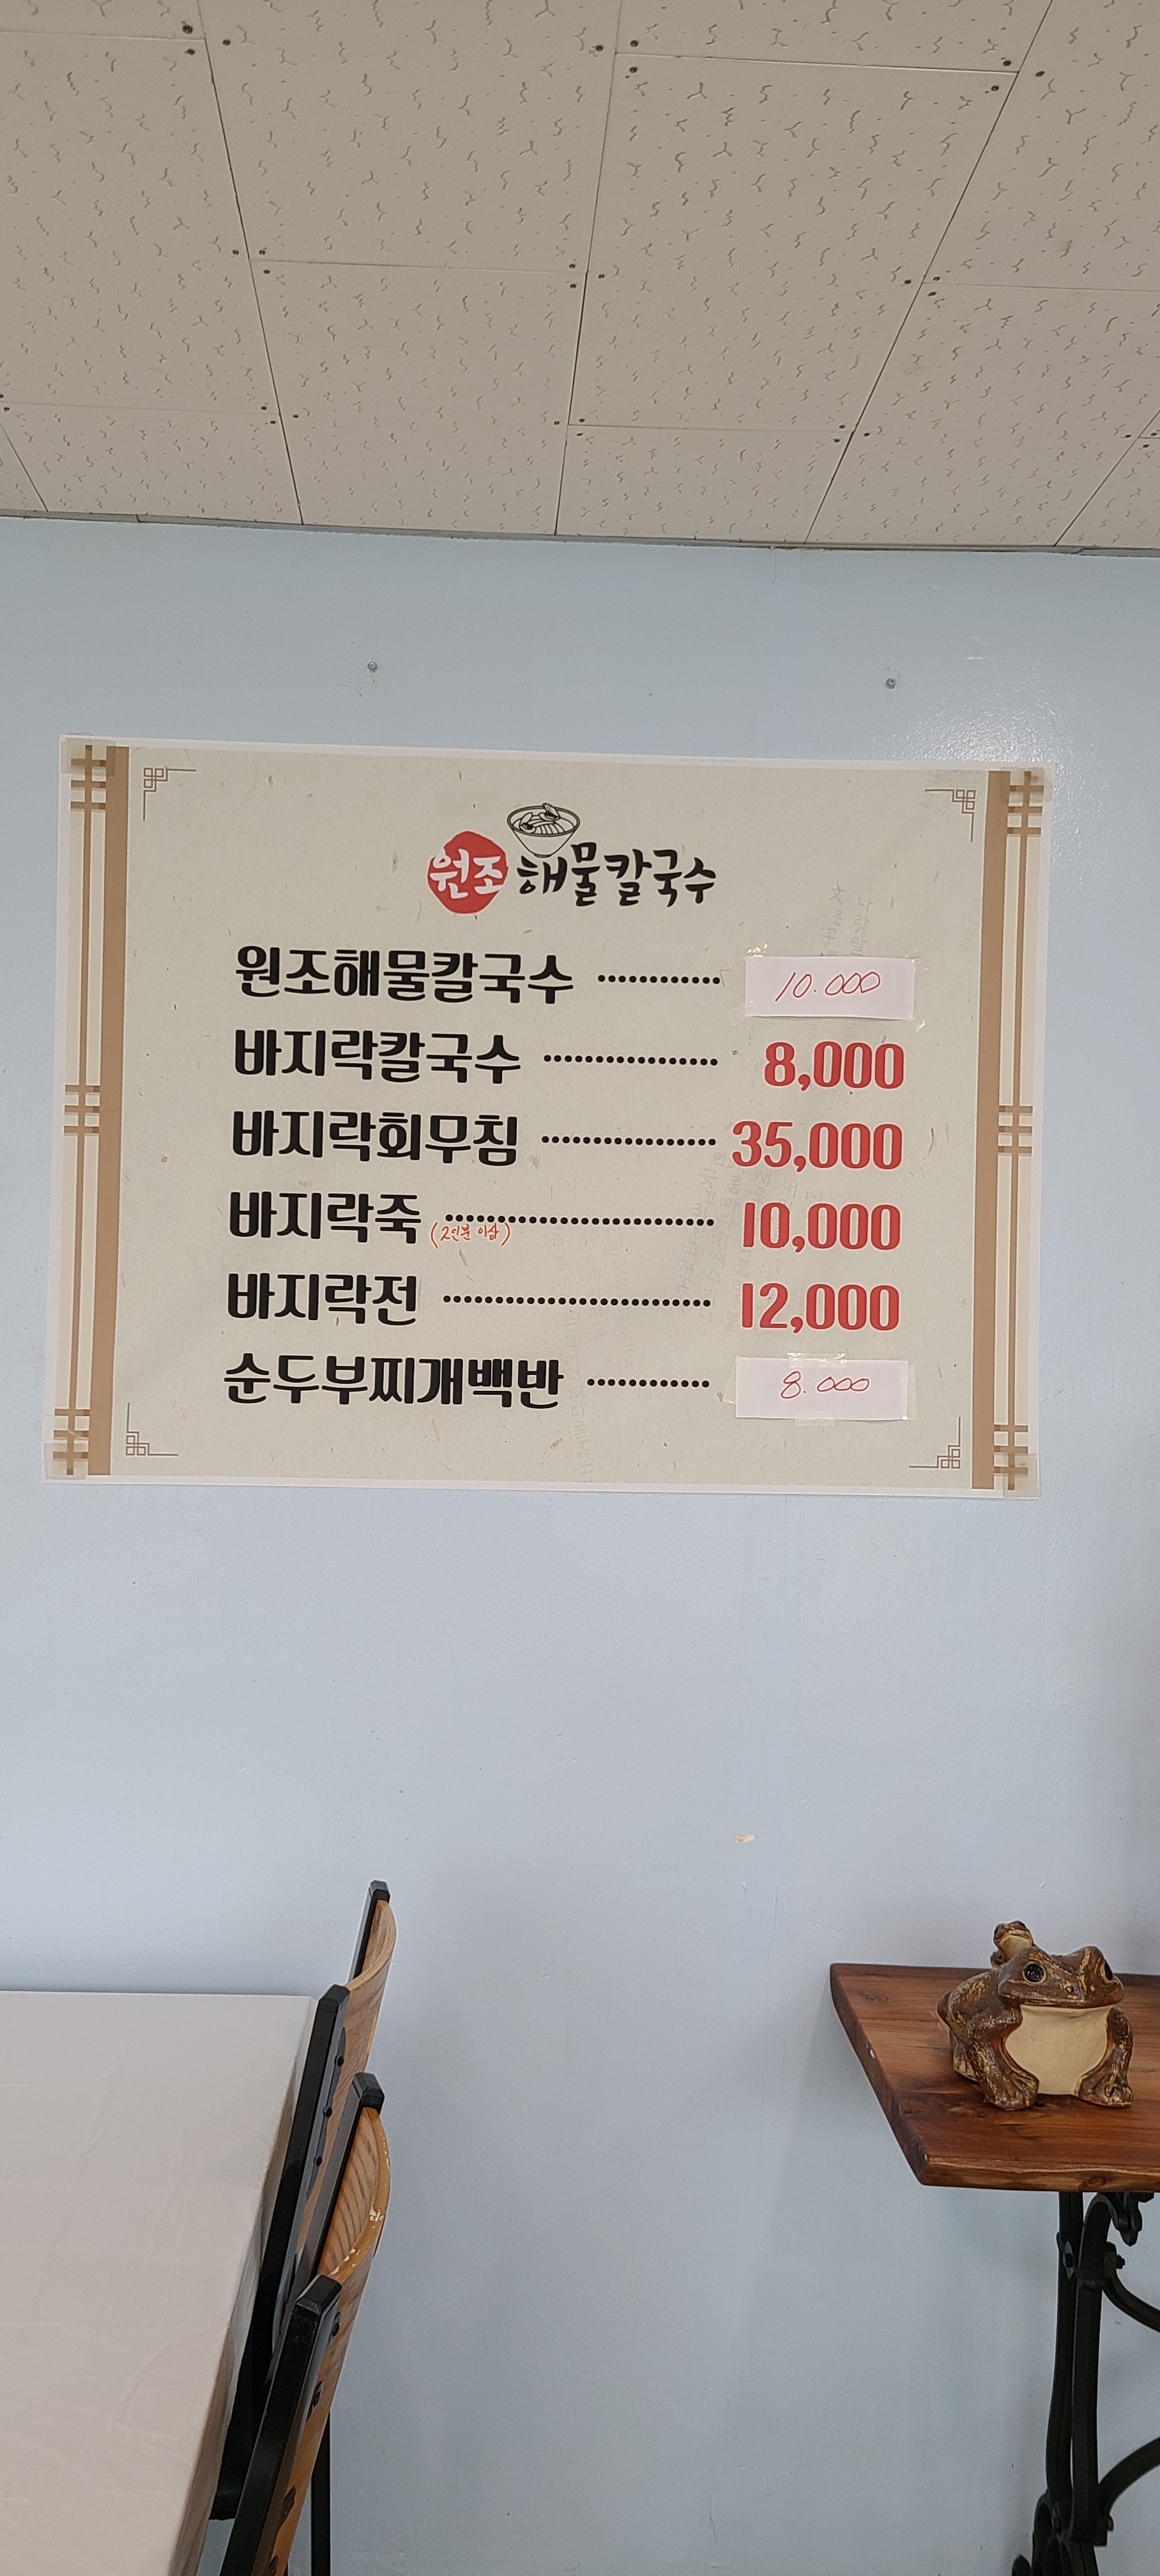 원조 해물칼국수
원조해물칼국수 ············ 10.000
바지락칼국수 ················· 8,000
바지락회무침 ················· 35,000
바지락죽 (2인분 이상) ·························· 10,000
바지락전 ·························· 12,000
순두부찌개백반 ············ 8.000